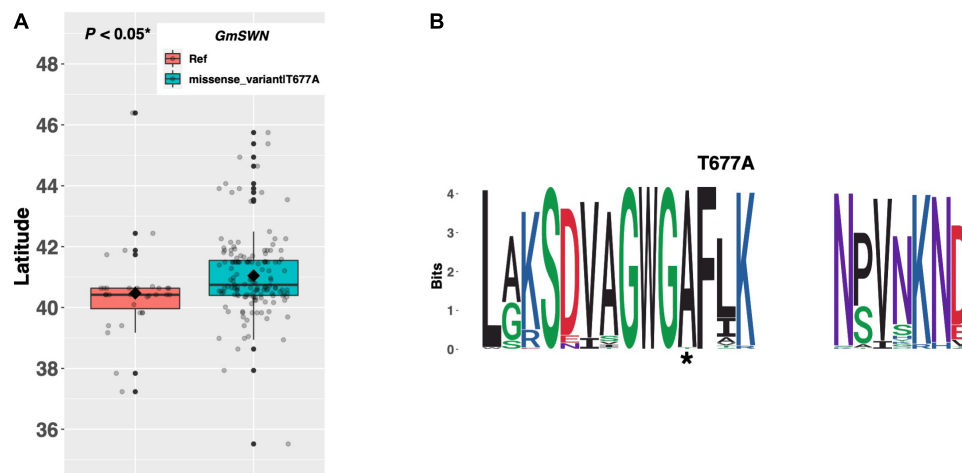 A
P < 0.05*
GmSWN
Ref
missense_variant|T677A
Latitude
48
46
44
42
40
38
36
B
T677A
Bits
4
3
2
1
0
LAKSDVAGWGAFLK
NPVNKND
*